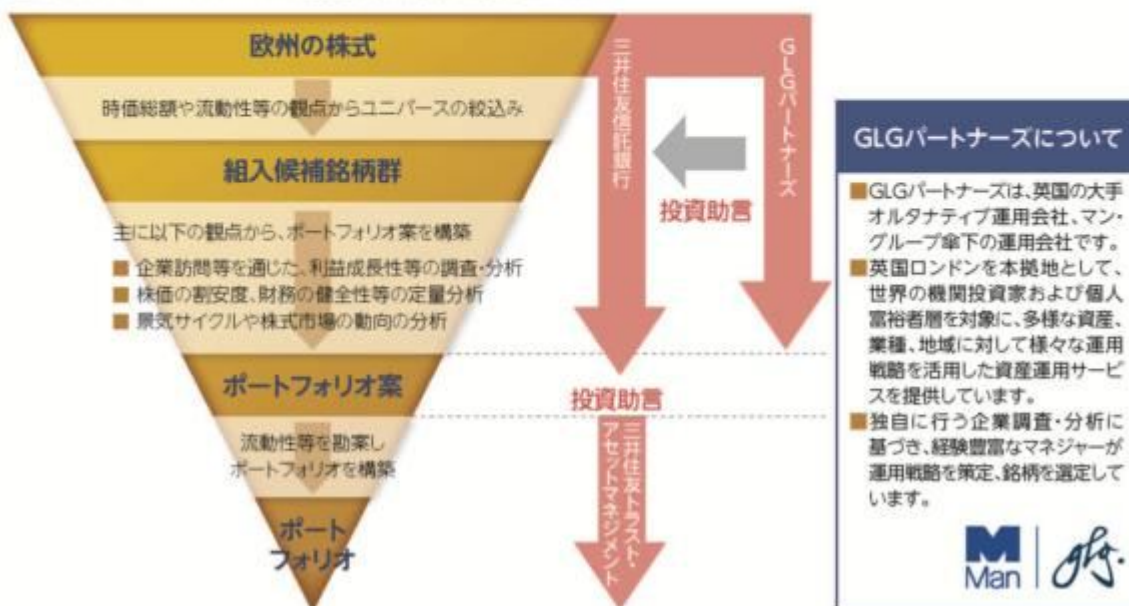 欧州の株式
時価総額や流動性等の観点からユニバースの絞込み
組入候補銘柄群
主に以下の観点から、ポートフォリオ案を構築
■ 企業訪問等を通じた、利益成長性等の調査・分析
■ 株価の割安度、財務の健全性等の定量分析
■ 景気サイクルや株式市場の動向の分析
ポートフォリオ案
流動性等を勘案し
ポートフォリオを構築
ポート
フォリオ
三井住友信託銀行
GLGパートナーズ
投資助言
投資助言
三井住友トラスト・
アセットマネジメント
GLGパートナーズについて
■GLGパートナーズは、英国の大手
オルタナティブ運用会社、マン・
グループ傘下の運用会社です。
■英国ロンドンを本拠地として、
世界の機関投資家および個人
富裕者層を対象に、多様な資産、
業種、地域に対して様々な運用
戦略を活用した資産運用サービ
スを提供しています。
■独自に行う企業調査・分析に
基づき、経験豊富なマネジャーが
運用戦略を策定、銘柄を選定して
います。
M
Man
glg.